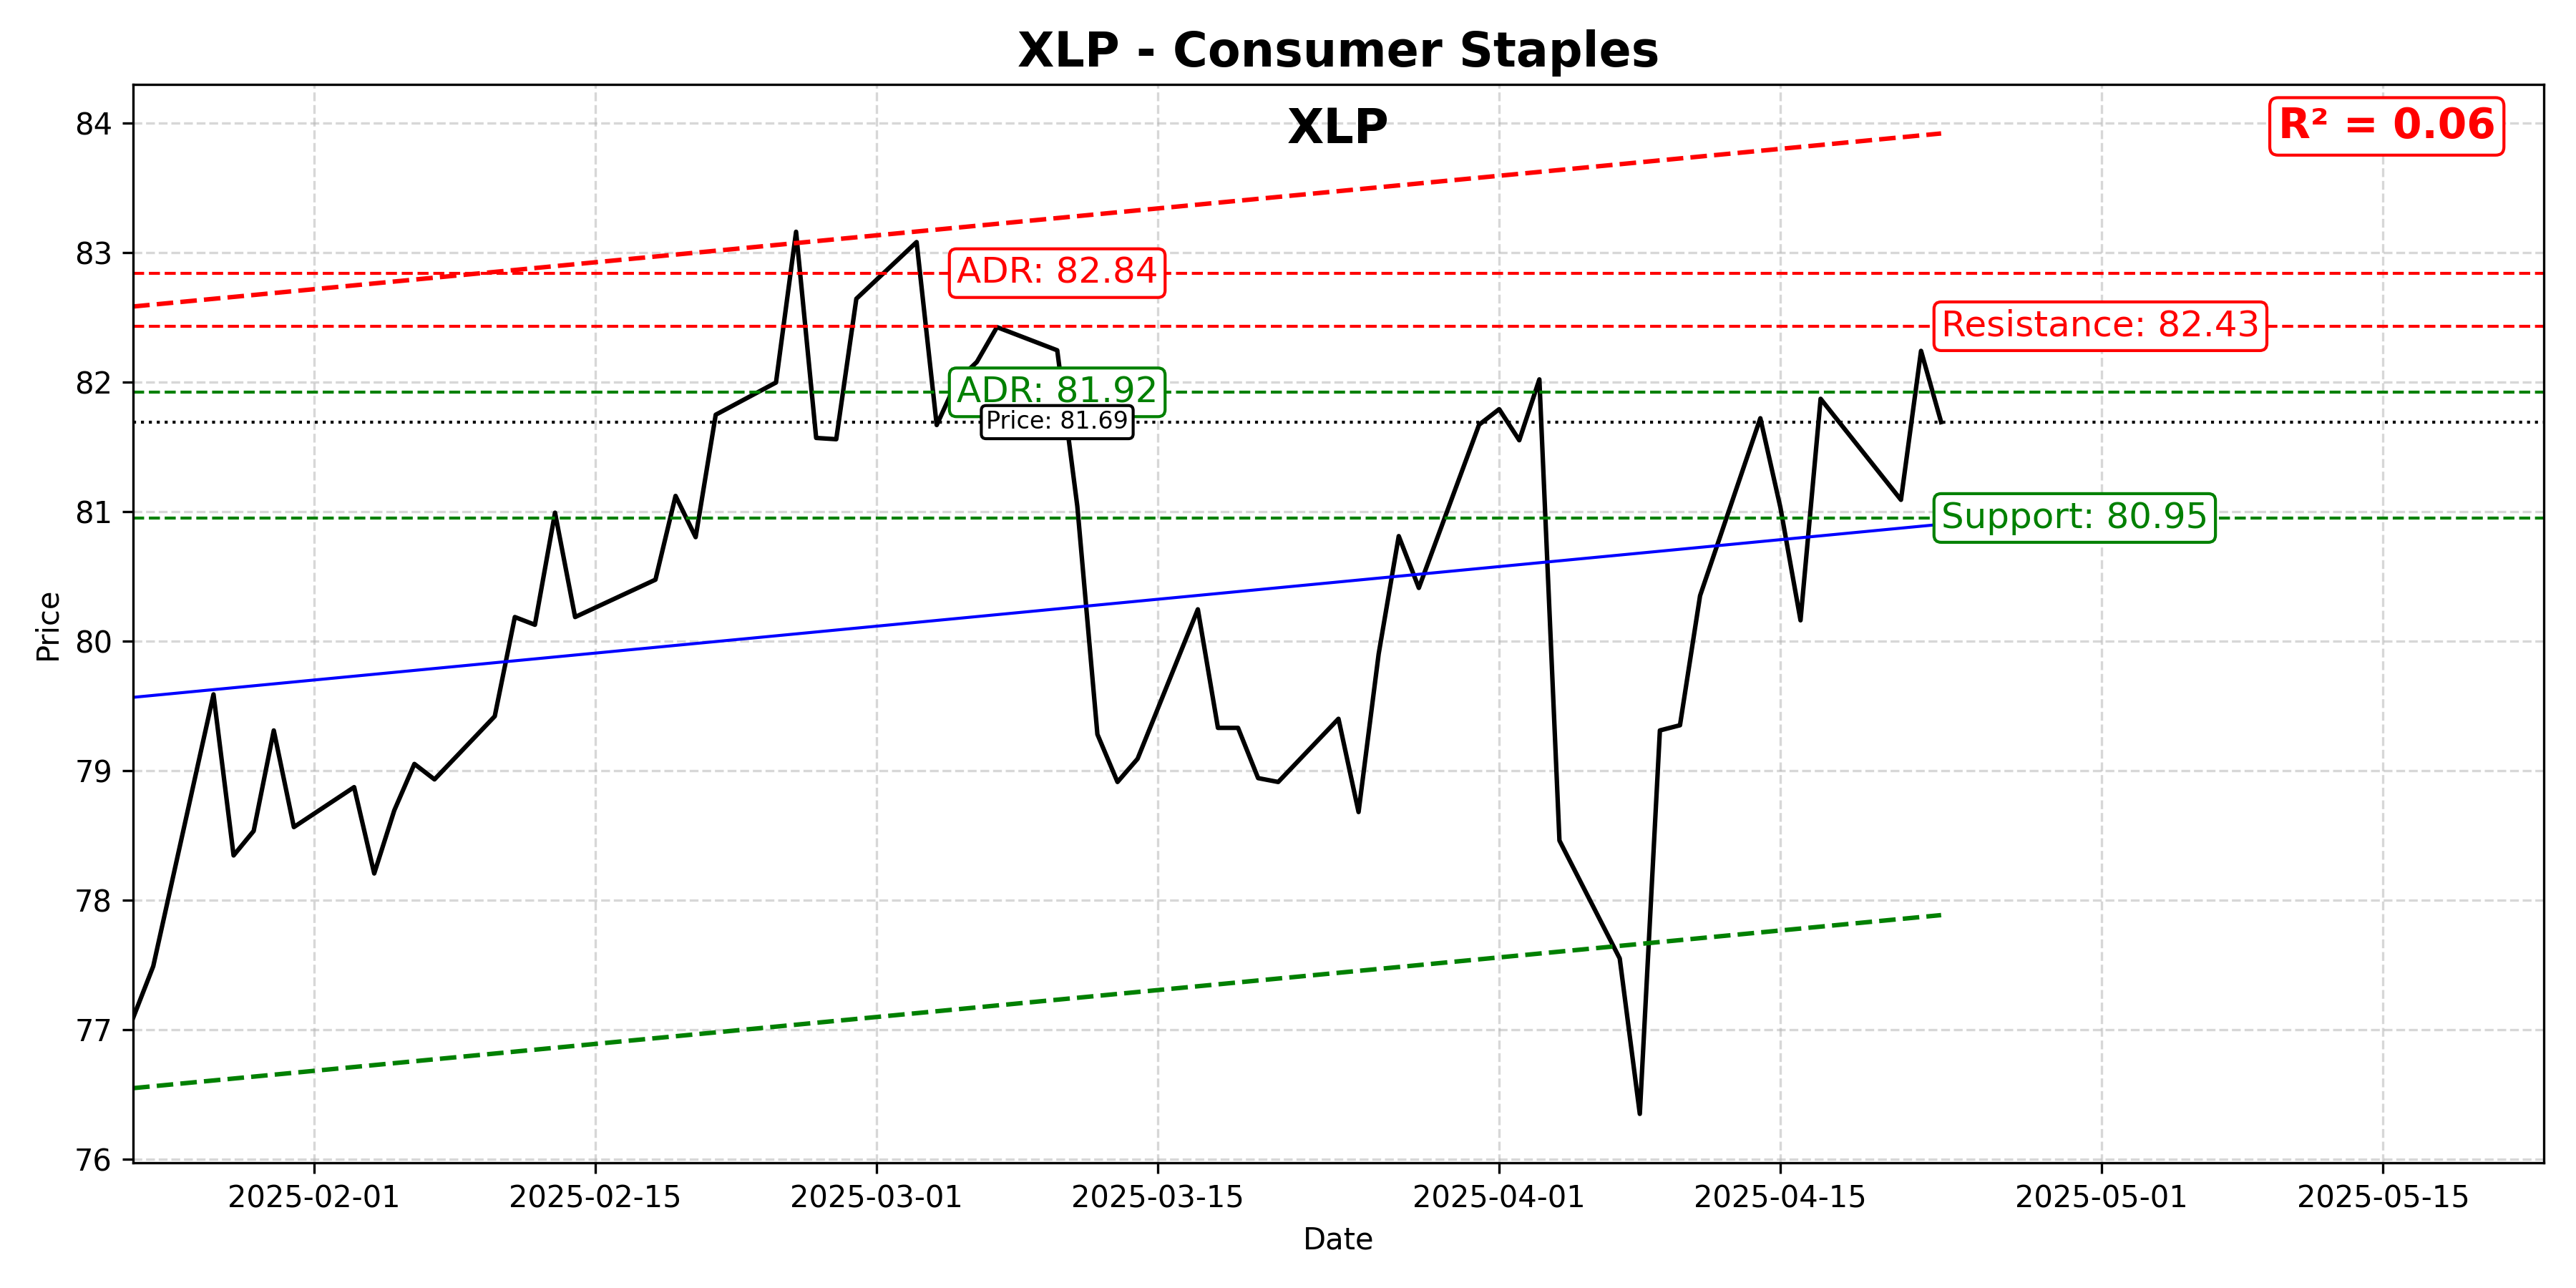 XLP - Consumer Staples
XLP
R² = 0.06
84
83
82
81
80
79
78
77
76
Price
ADR: 82.84
Resistance: 82.43
ADR: 81.92
Price: 81.69
Support: 80.95
2025-02-01
2025-02-15
2025-03-01
2025-03-15
2025-04-01
2025-04-15
2025-05-01
2025-05-15
Date